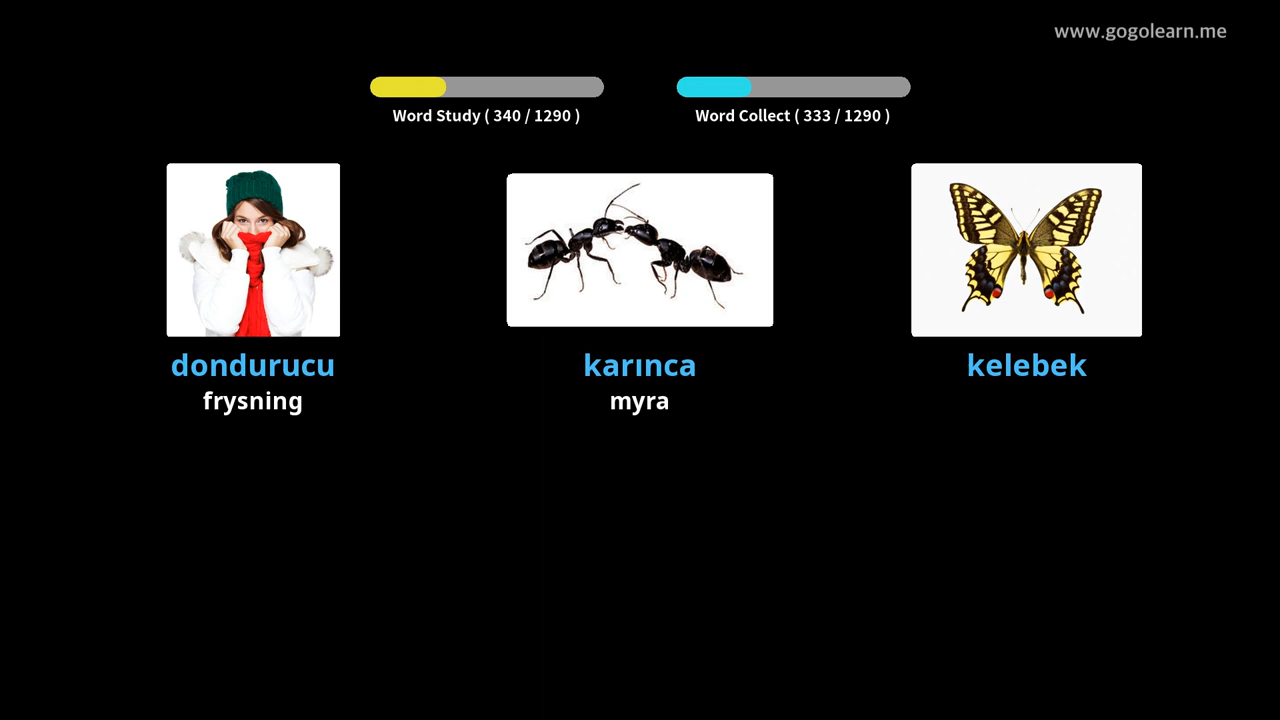 www.gogolearn.me
Word Study ( 340 / 1290 )
Word Collect ( 333 / 1290 )
dondurucu
frysning
karınca
myra
kelebek